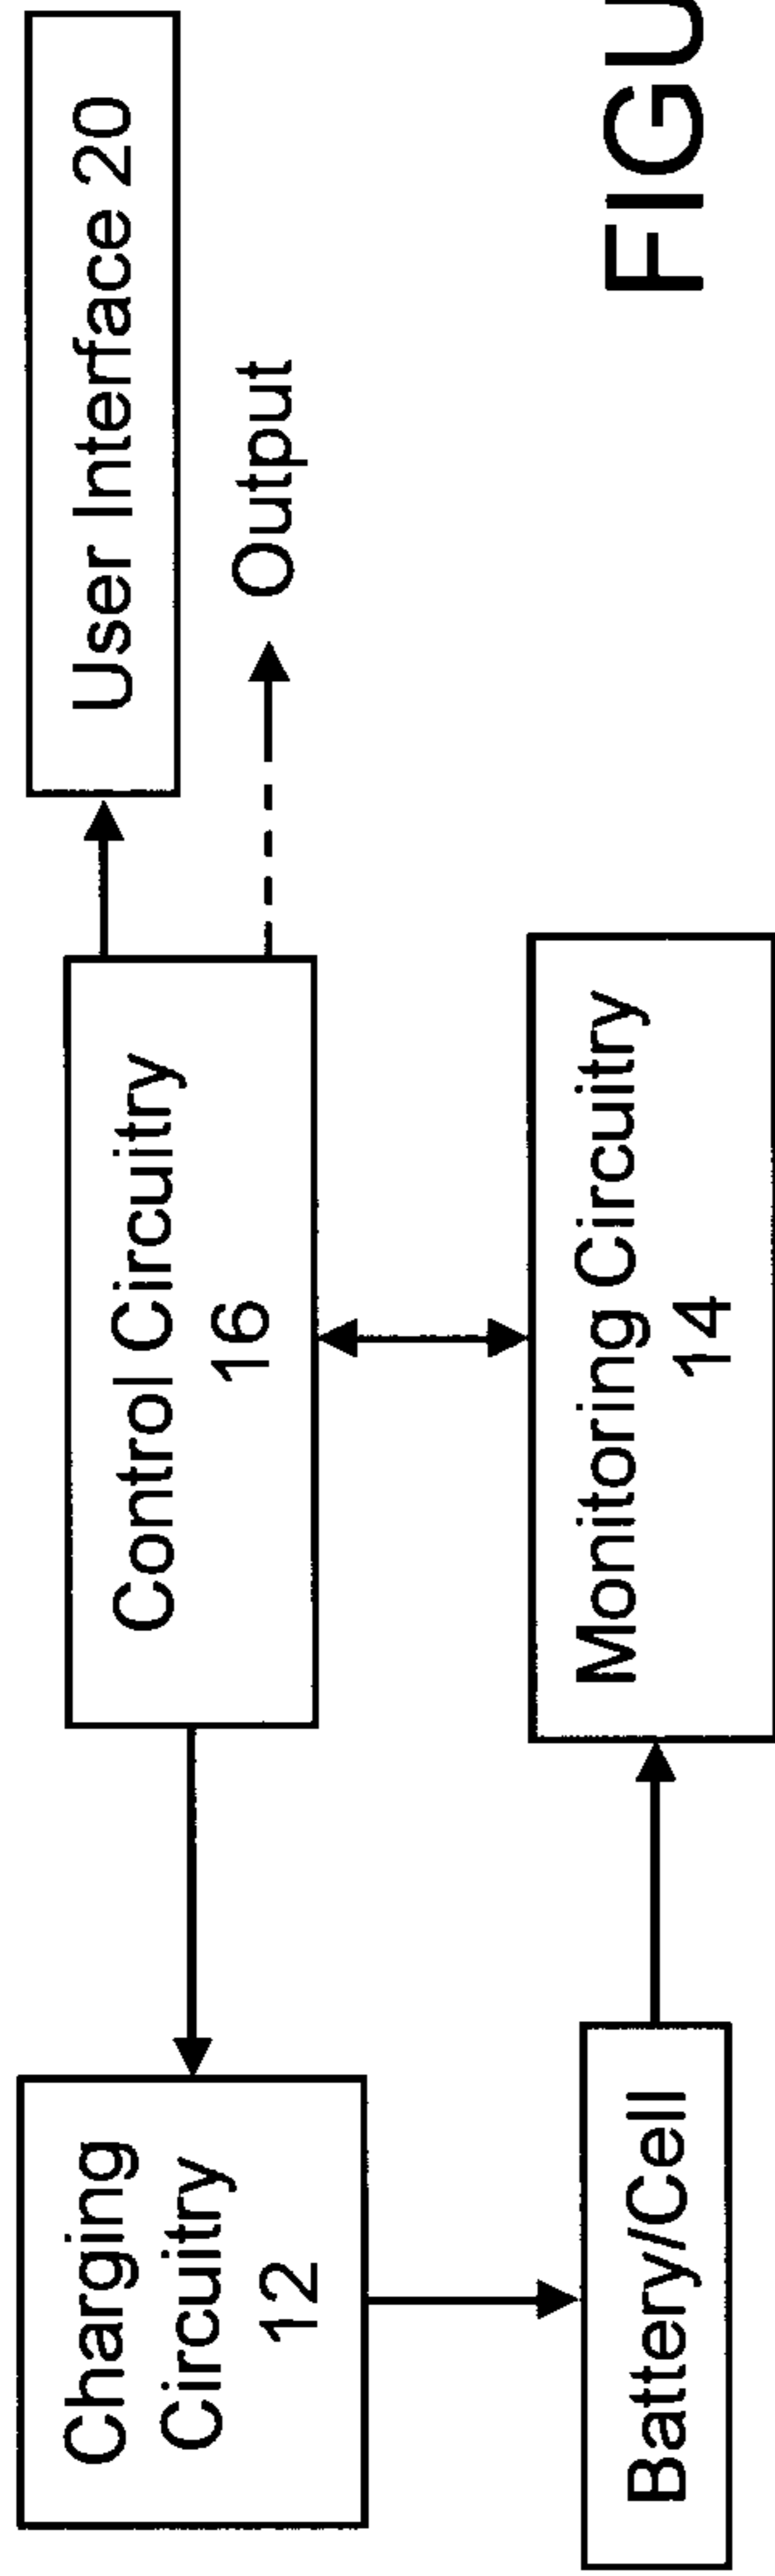 Charging
Circuitry
12
Control Circuitry
16
User Interface 20
Output
Battery/Cell
Monitoring Circuitry
14
FIGU